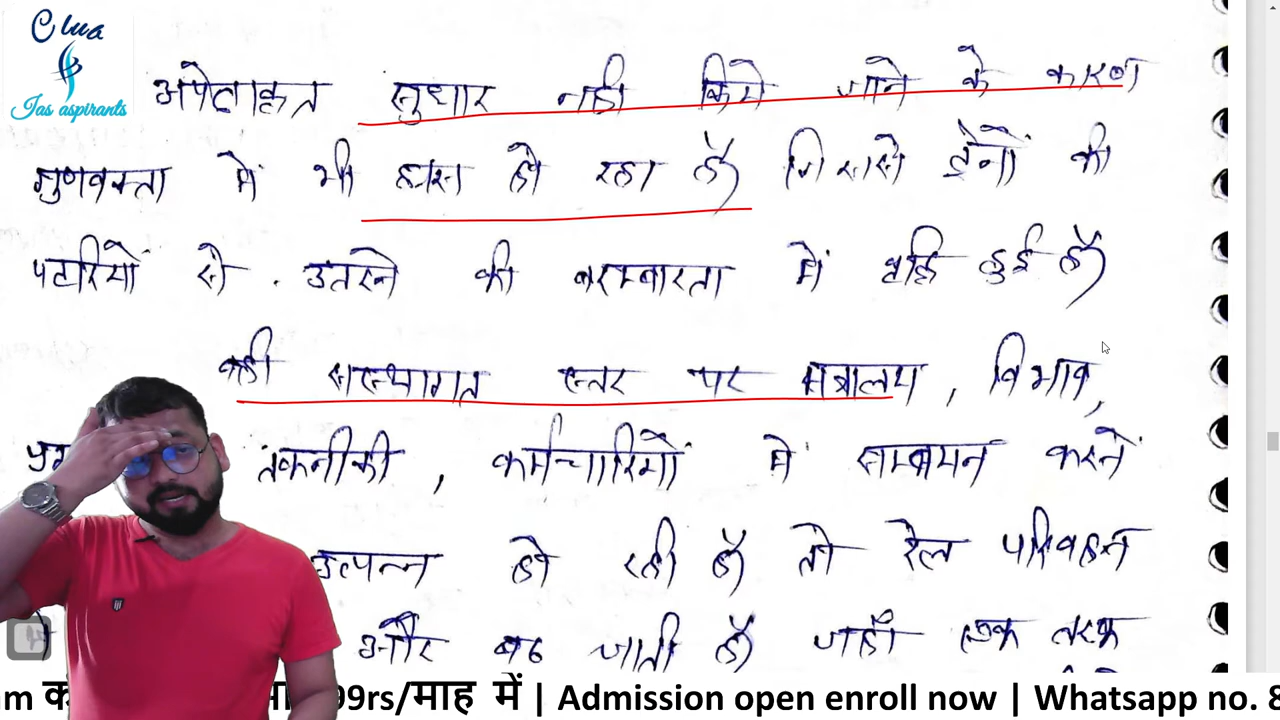 Clua
Ias aspirants
अपेक्षाकृत सुधार नही किये जाने के कारण
गुणवत्ता में भी ह्रास हो रहा है जिससे ट्रेनों की
पटरियों से उतरने की बारम्बारता में वृद्धि हुई है
वही सस्थागत स्तर पर मंत्रालय, विभाग,
तकनीकी, कर्मचारियों में करने
उत्पन्न हो रही है तो रेल परिवहन
और बढ जाती है जहाँ एक तरफ
99rs/माह में | Admission open enroll now | Whatsapp no. 8